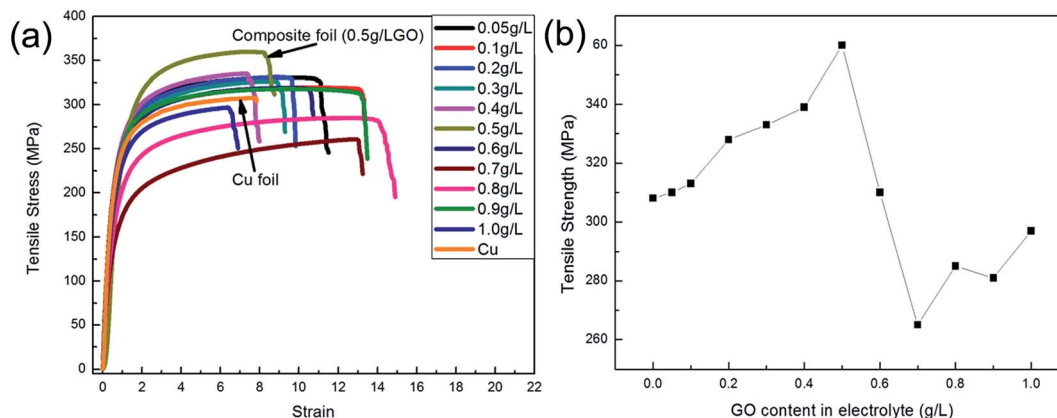 (a)
Tensile Stress (MPa)
400
350
300
250
200
150
100
50
0
0 2 4 6 8 10 12 14 16 18 20 22
Strain
Composite foil (0.5g/LGO)
Cu foil
0.05g/L
0.1g/L
0.2g/L
0.3g/L
0.4g/L
0.5g/L
0.6g/L
0.7g/L
0.8g/L
0.9g/L
1.0g/L
Cu
(b)
Tensile Strength (MPa)
60
340
320
300
280
260
0.0 0.2 0.4 0.6 0.8 1.0
GO content in electrolyte (g/L)